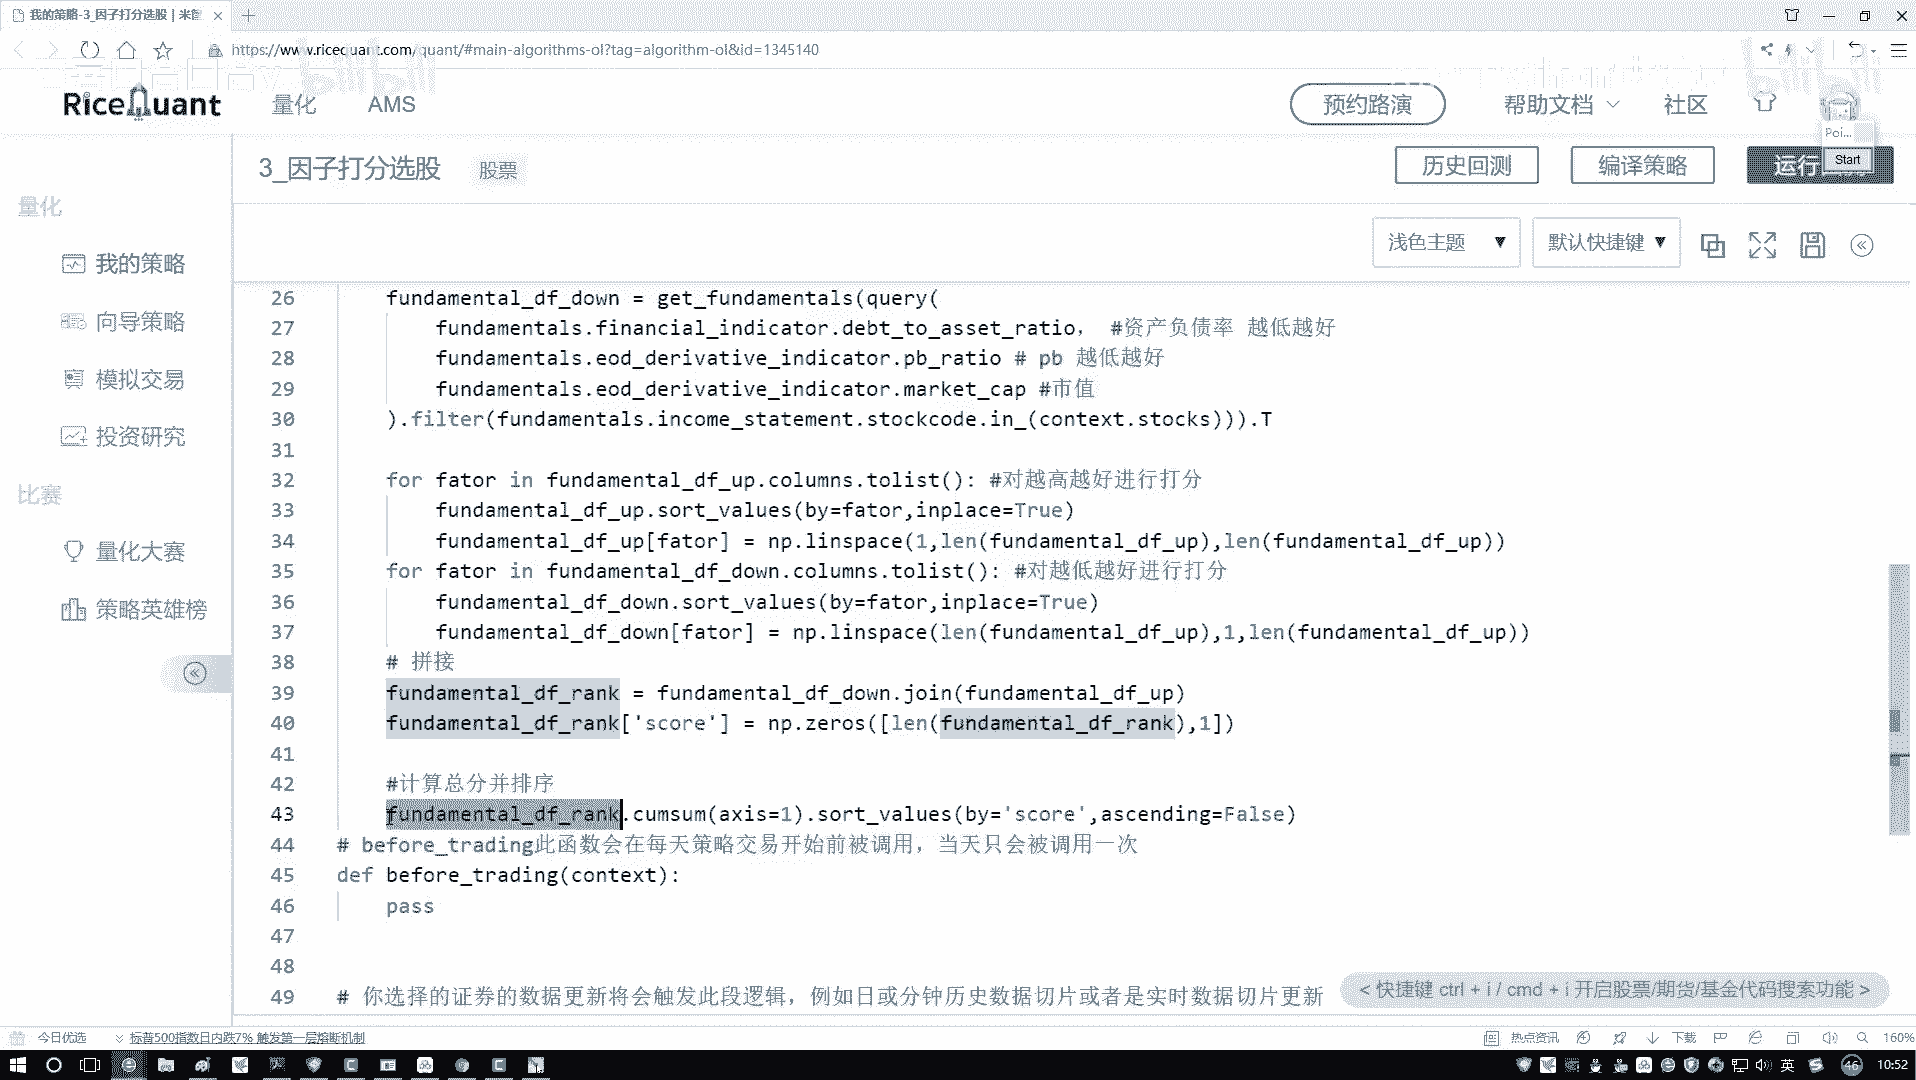 我的策略-3_因子打分选股 | 米筐
https://www.ricequant.com/quant/#main-algorithms-ol?tag=algorithm-ol&id=1345140
bilibili
bilibili
RiceQuant 量化 AMS 预约路演 帮助文档 社区
Poi...
Start
3_因子打分选股 股票 历史回测 编译策略 运行
量化
我的策略
向导策略
模拟交易
投资研究
比赛
量化大赛
策略英雄榜
浅色主题 ▼ 默认快捷键 ▼
26 fundamental_df_down = get_fundamentals(query(
27 fundamentals.financial_indicator.debt_to_asset_ratio, #资产负债率 越低越好
28 fundamentals.eod_derivative_indicator.pb_ratio # pb 越低越好
29 fundamentals.eod_derivative_indicator.market_cap #市值
30 ).filter(fundamentals.income_statement.stockcode.in_(context.stocks))).T
31
32 for fator in fundamental_df_up.columns.tolist(): #对越高越好进行打分
33 fundamental_df_up.sort_values(by=fator,inplace=True)
34 fundamental_df_up[fator] = np.linspace(1,len(fundamental_df_up),len(fundamental_df_up))
35 for fator in fundamental_df_down.columns.tolist(): #对越低越好进行打分
36 fundamental_df_down.sort_values(by=fator,inplace=True)
37 fundamental_df_down[fator] = np.linspace(len(fundamental_df_up),1,len(fundamental_df_up))
38 # 拼接
39 fundamental_df_rank = fundamental_df_down.join(fundamental_df_up)
40 fundamental_df_rank['score'] = np.zeros([len(fundamental_df_rank),1])
41
42 #计算总分并排序
43 fundamental_df_rank.cumsum(axis=1).sort_values(by='score',ascending=False)
44 # before_trading此函数会在每天策略交易开始前被调用，当天只会被调用一次
45 def before_trading(context):
46 pass
47
48
49 # 你选择的证券的数据更新将会触发此段逻辑，例如日或分钟历史数据切片或者是实时数据切片更新
< 快捷键 ctrl + i / cmd + i 开启股票/期货/基金代码搜索功能 >
今日优选 标普500指数日内跌7% 触发第一层熔断机制 热点资讯 下载 160%
英 46 10:52